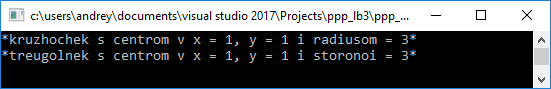 c:\users\andrey\documents\visual studio 2017\Projects\ppp_lb3\ppp_...
*kruzhochek s centrom v x = 1, y = 1 i radiusom = 3*
*treugolnek s centrom v x = 1, y = 1 i storonoi = 3*